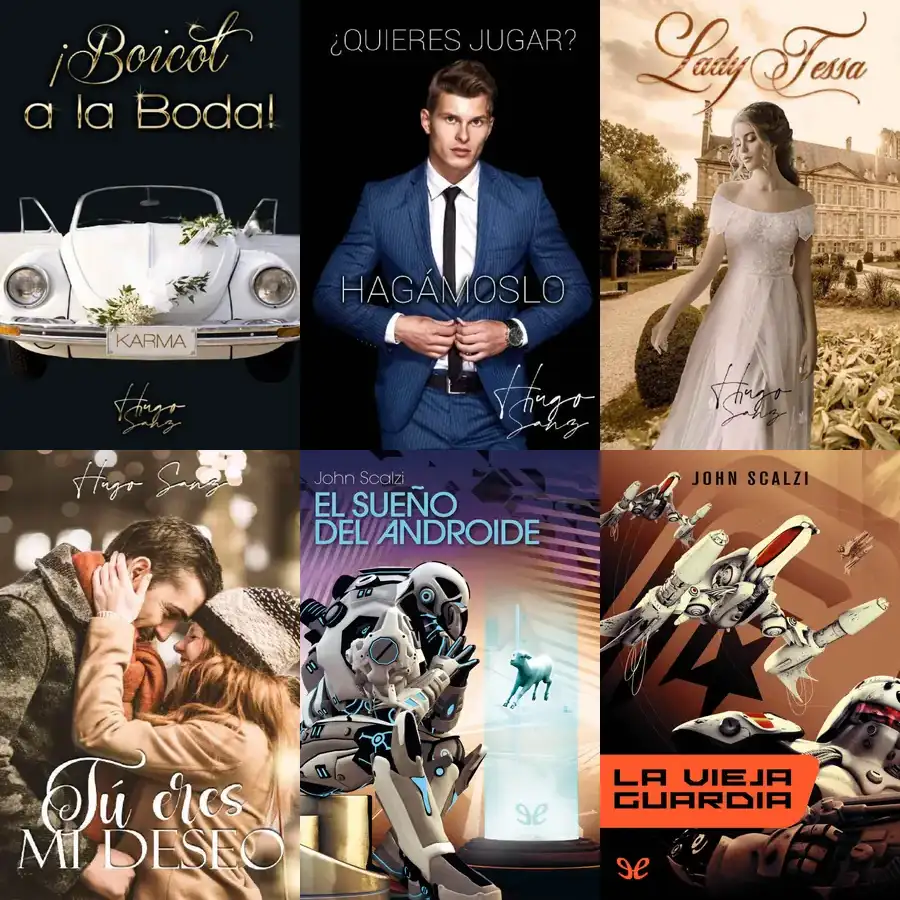 ¡Boicot
a la Boda!
KARMA
Hugo
Sanz
¿QUIERES JUGAR?
HAGÁMOSLO
Hugo
Sanz
Lady Tessa
Hugo
Sanz
Hugo Sanz
Tú eres
MI DESEO
John Scalzi
EL SUEÑO
DEL ANDROIDE
JOHN SCALZI
LA VIEJA
GUARDIA